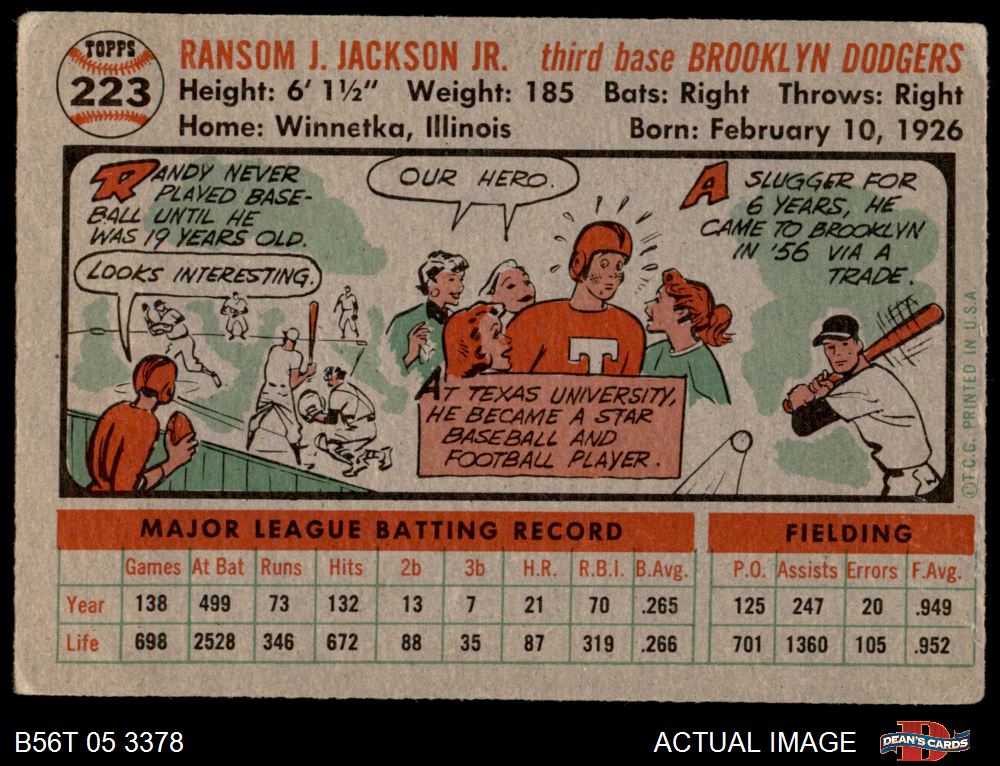 TOPPS
223
RANSOM J. JACKSON JR. third base BROOKLYN DODGERS
Height: 6' 1½" Weight: 185 Bats: Right Throws: Right
Home: Winnetka, Illinois Born: February 10, 1926
RANDY NEVER
PLAYED BASE-
BALL UNTIL HE
WAS 19 YEARS OLD.
LOOKS INTERESTING.
OUR HERO.
T
AT TEXAS UNIVERSITY,
HE BECAME A STAR
BASEBALL AND
FOOTBALL PLAYER.
A SLUGGER FOR
6 YEARS, HE
CAME TO BROOKLYN
IN '56 VIA A
TRADE.
©T.C.G. PRINTED IN U.S.A.
MAJOR LEAGUE BATTING RECORD FIELDING
Games At Bat Runs Hits 2b 3b H.R. R.B.I. B.Avg. P.O. Assists Errors F.Avg.
Year 138 499 73 132 13 7 21 70 .265 125 247 20 .949
Life 698 2528 346 672 88 35 87 319 .266 701 1360 105 .952
B56T 05 3378 ACTUAL IMAGE
D
DEAN'S CARDS